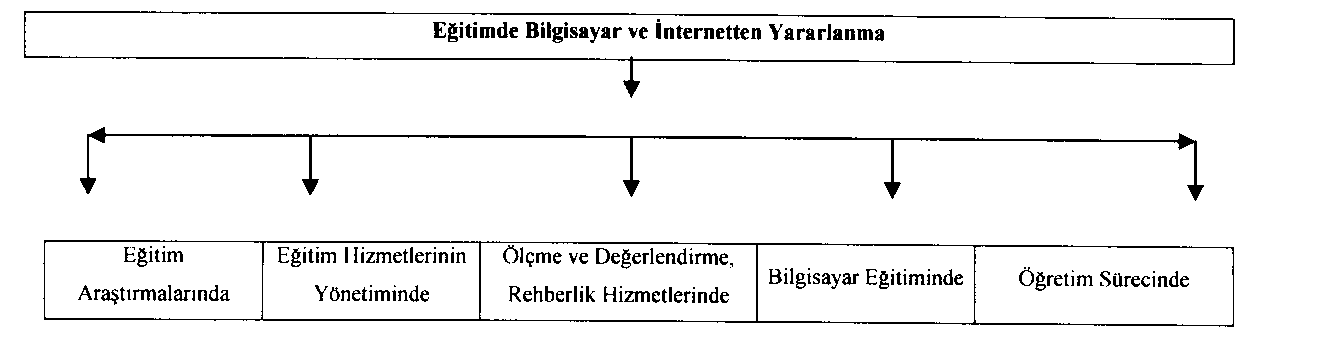 Eğitimde Bilgisayar ve İnternetten Yararlanma
Eğitim
Araştırmalarında
Eğitim Hizmetlerinin
Yönetiminde
Ölçme ve Değerlendirme,
Rehberlik Hizmetlerinde
Bilgisayar Eğitiminde
Öğretim Sürecinde